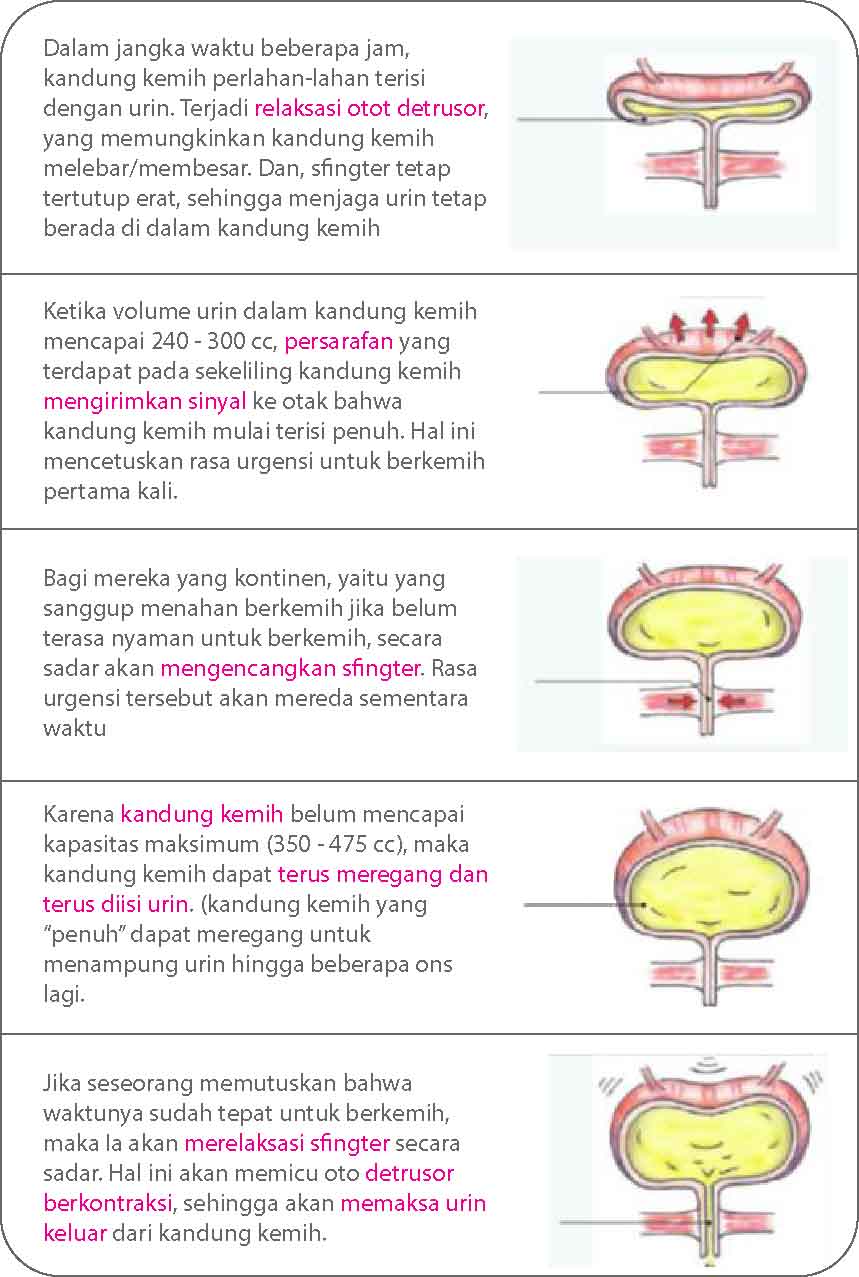 Dalam jangka waktu beberapa jam,
kandung kemih perlahan-lahan terisi
dengan urin. Terjadi relaksasi otot detrusor,
yang memungkinkan kandung kemih
melebar/membesar. Dan, sfingter tetap
tertutup erat, sehingga menjaga urin tetap
berada di dalam kandung kemih
Ketika volume urin dalam kandung kemih
mencapai 240 - 300 cc, persarafan yang
terdapat pada sekeliling kandung kemih
mengirimkan sinyal ke otak bahwa
kandung kemih mulai terisi penuh. Hal ini
mencetuskan rasa urgensi untuk berkemih
pertama kali.
Bagi mereka yang kontinen, yaitu yang
sanggup menahan berkemih jika belum
terasa nyaman untuk berkemih, secara
sadar akan mengencangkan sfingter. Rasa
urgensi tersebut akan mereda sementara
waktu
Karena kandung kemih belum mencapai
kapasitas maksimum (350 - 475 cc), maka
kandung kemih dapat terus meregang dan
terus diisi urin. (kandung kemih yang
“penuh” dapat meregang untuk
menampung urin hingga beberapa ons
lagi.
Jika seseorang memutuskan bahwa
waktunya sudah tepat untuk berkemih,
maka Ia akan merelaksasi sfingter secara
sadar. Hal ini akan memicu oto detrusor
berkontraksi, sehingga akan memaksa urin
keluar dari kandung kemih.